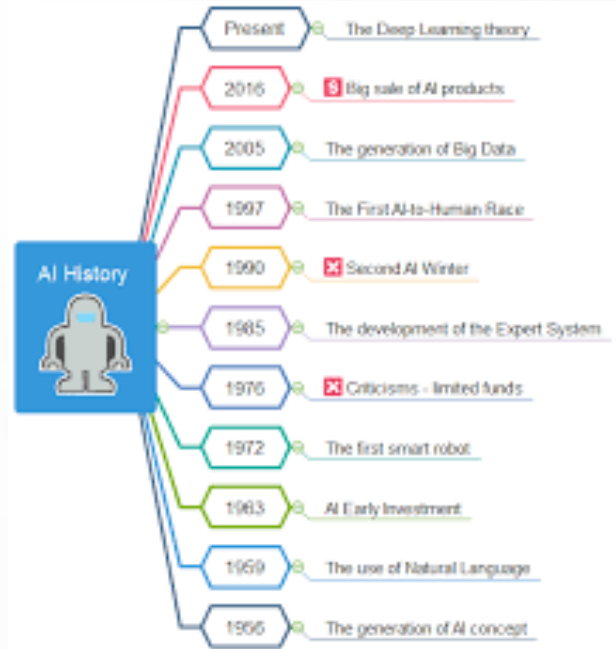 Present
The Deep Learning theory
2016
$ Big sale of AI products
2005
The generation of Big Data
1997
The First AI-to-Human Race
AI History
1990
Second AI Winter
1985
The development of the Expert System
1976
Criticisms - limited funds
1972
The first smart robot
1963
AI Early Investment
1959
The use of Natural Language
1956
The generation of AI concept